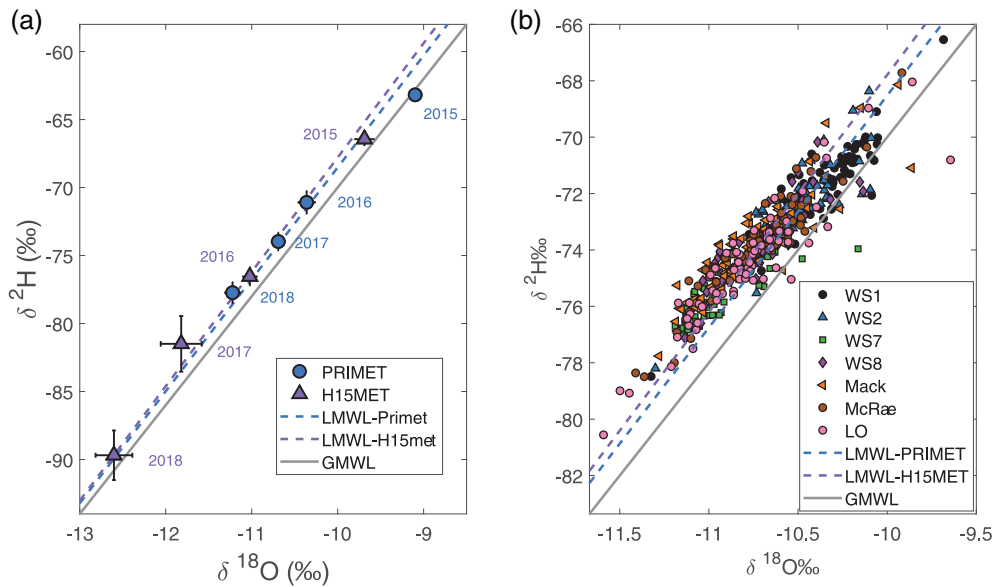 (a)
-60
-65
-70
-75
-80
-85
-90
δ ²H (‰)
2015
2015
2016
2017
2016
2018
2017
2018
PRIMET
H15MET
LMWL-Primet
LMWL-H15met
GMWL
-13
-12
-11
-10
-9
δ ¹⁸O (‰)
(b)
-66
-68
-70
-72
-74
-76
-78
-80
-82
δ ²H‰
WS1
WS2
WS7
WS8
Mack
McRæ
LO
LMWL-PRIMET
LMWL-H15MET
GMWL
-11.5
-11
-10.5
-10
-9.5
δ ¹⁸O‰